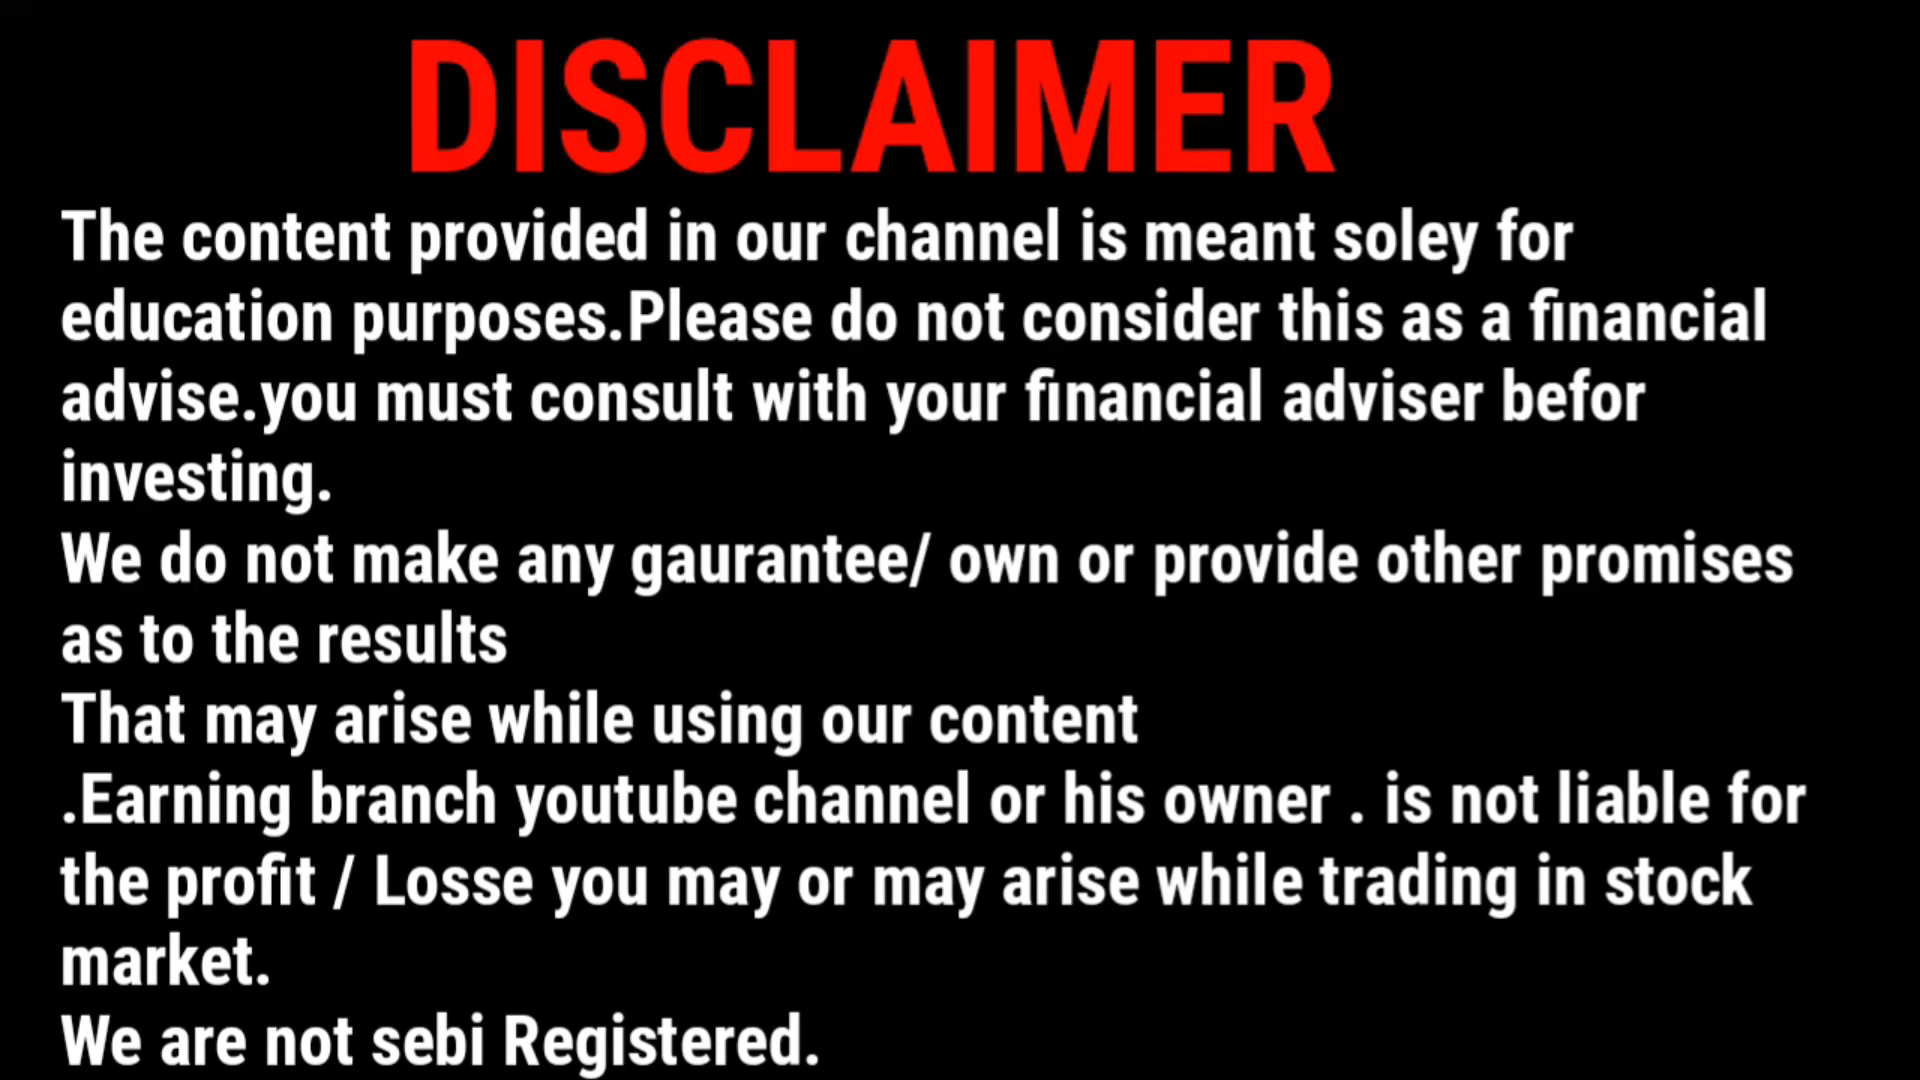 DISCLAIMER
The content provided in our channel is meant soley for
education purposes.Please do not consider this as a financial
advise.you must consult with your financial adviser befor
investing.
We do not make any gaurantee/ own or provide other promises
as to the results
That may arise while using our content
.Earning branch youtube channel or his owner . is not liable for
the profit / Losse you may or may arise while trading in stock
market.
We are not sebi Registered.